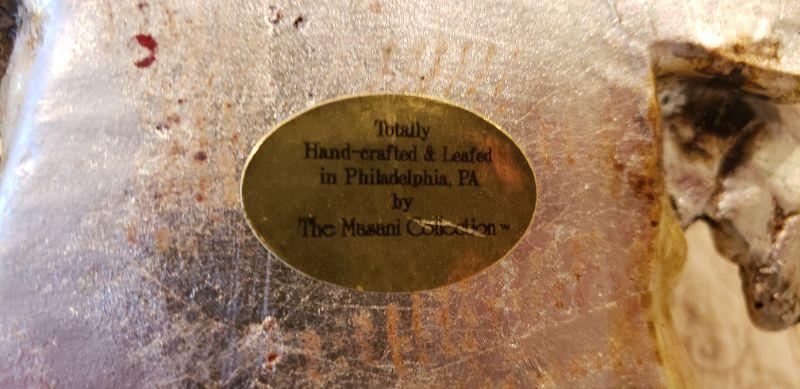 Totally
Hand-crafted & Leafed
in Philadelphia, PA
by
The Masani Collection™